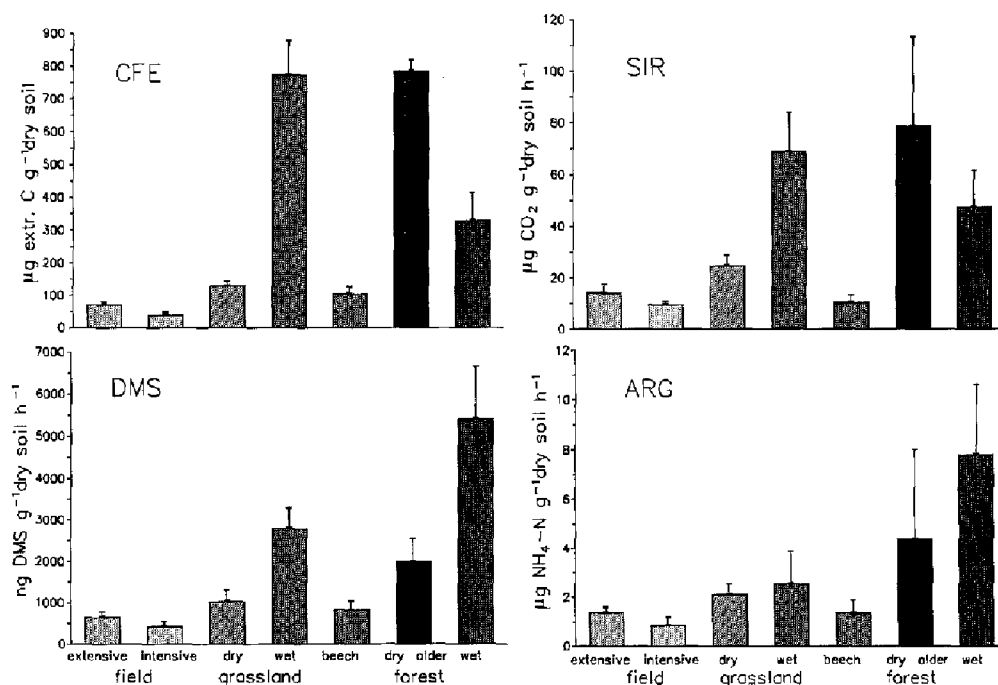 CFE
µg extr. C g⁻¹dry soil
900
800
700
600
500
400
300
200
100
0
SIR
µg CO₂ g⁻¹dry soil h⁻¹
120
100
80
60
40
20
0
DMS
ng DMS g⁻¹dry soil h⁻¹
7000
6000
5000
4000
3000
2000
1000
0
extensive intensive dry wet beech dry alder wet
field grassland forest
ARG
µg NH₄-N g⁻¹dry soil h⁻¹
12
10
8
6
4
2
0
extensive intensive dry wet beech dry alder wet
field grassland forest